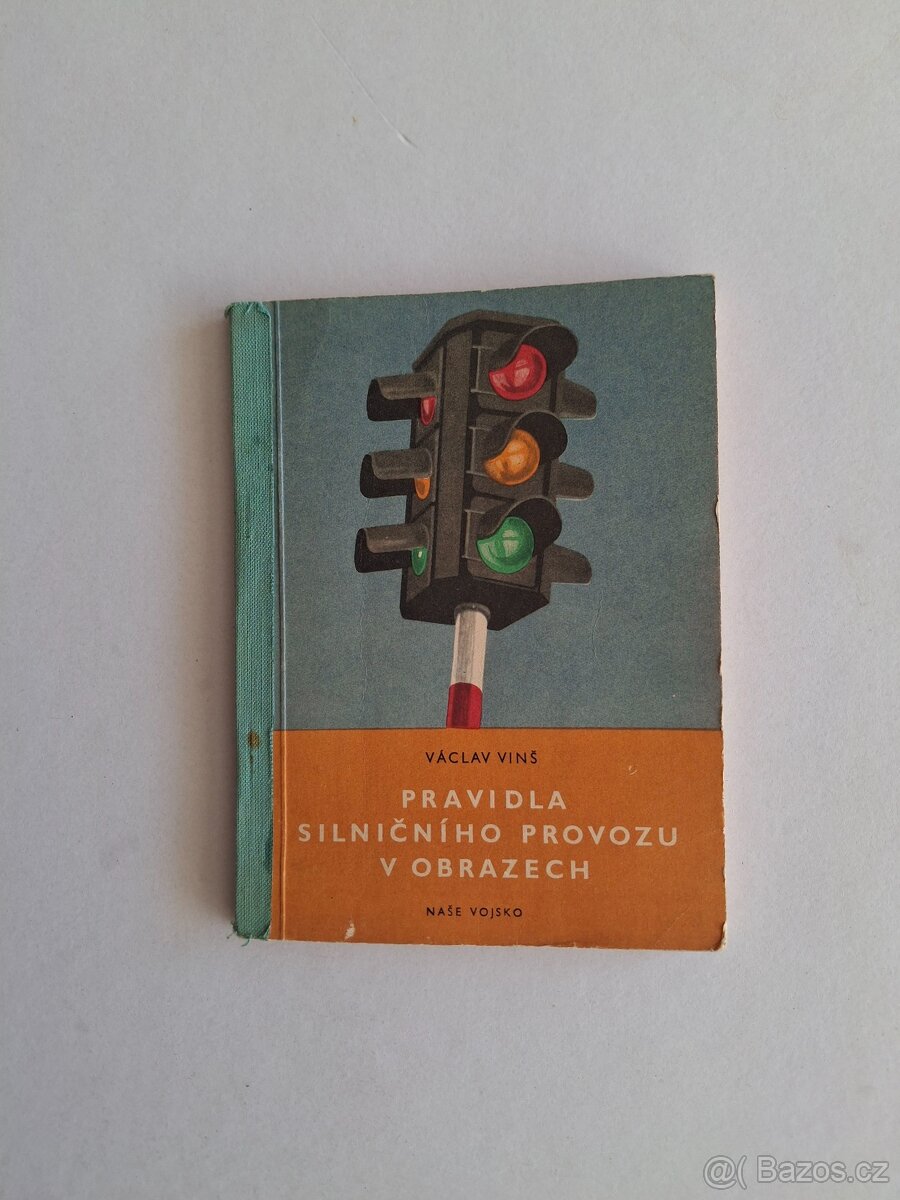 VÁCLAV VINŠ
PRAVIDLA
SILNIČNÍHO PROVOZU
V OBRAZECH
NAŠE VOJSKO
@( Bazos.cz